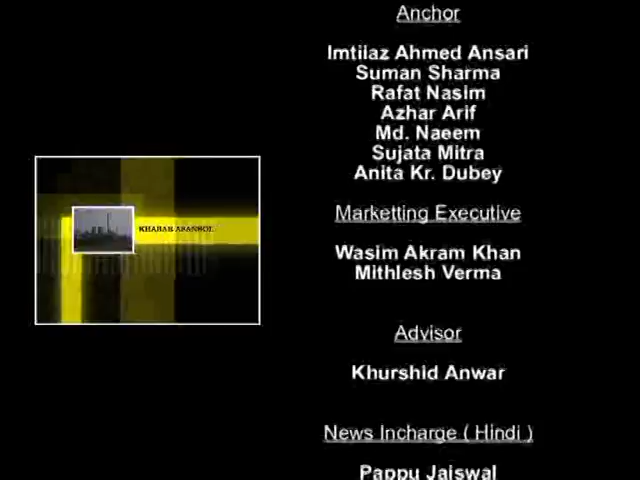 Anchor
Imtilaz Ahmed Ansari
Suman Sharma
Rafat Nasim
Azhar Arif
Md. Naeem
Sujata Mitra
Anita Kr. Dubey
Marketting Executive
Wasim Akram Khan
Mithlesh Verma
KHABAR ASANSOL
Advisor
Khurshid Anwar
News Incharge ( Hindi )
Pappu Jaiswal